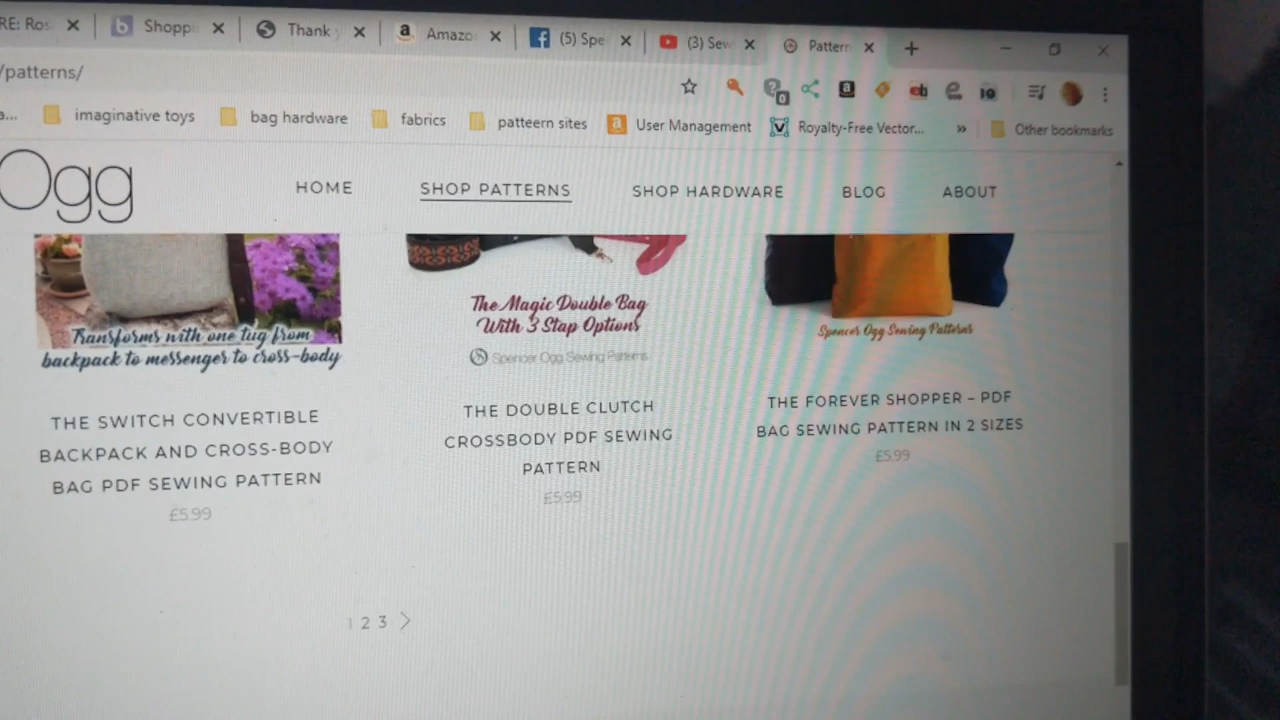 RE: Ros
Shoppi
Thank y
Amazo
(5) Spe
(3) Sew
Pattern
/patterns/
0
a...
imaginative toys
bag hardware
fabrics
patteern sites
User Management
Royalty-Free Vector...
»
Other bookmarks
Ogg
HOME
SHOP PATTERNS
SHOP HARDWARE
BLOG
ABOUT
Transforms with one tug from
backpack to messenger to cross-body
The Magic Double Bag
With 3 Stap Options
Spencer Ogg Sewing Patterns
Spencer Ogg Sewing Patterns
THE SWITCH CONVERTIBLE
BACKPACK AND CROSS-BODY
BAG PDF SEWING PATTERN
£5.99
THE DOUBLE CLUTCH
CROSSBODY PDF SEWING
PATTERN
£5.99
THE FOREVER SHOPPER – PDF
BAG SEWING PATTERN IN 2 SIZES
£5.99
1 2 3